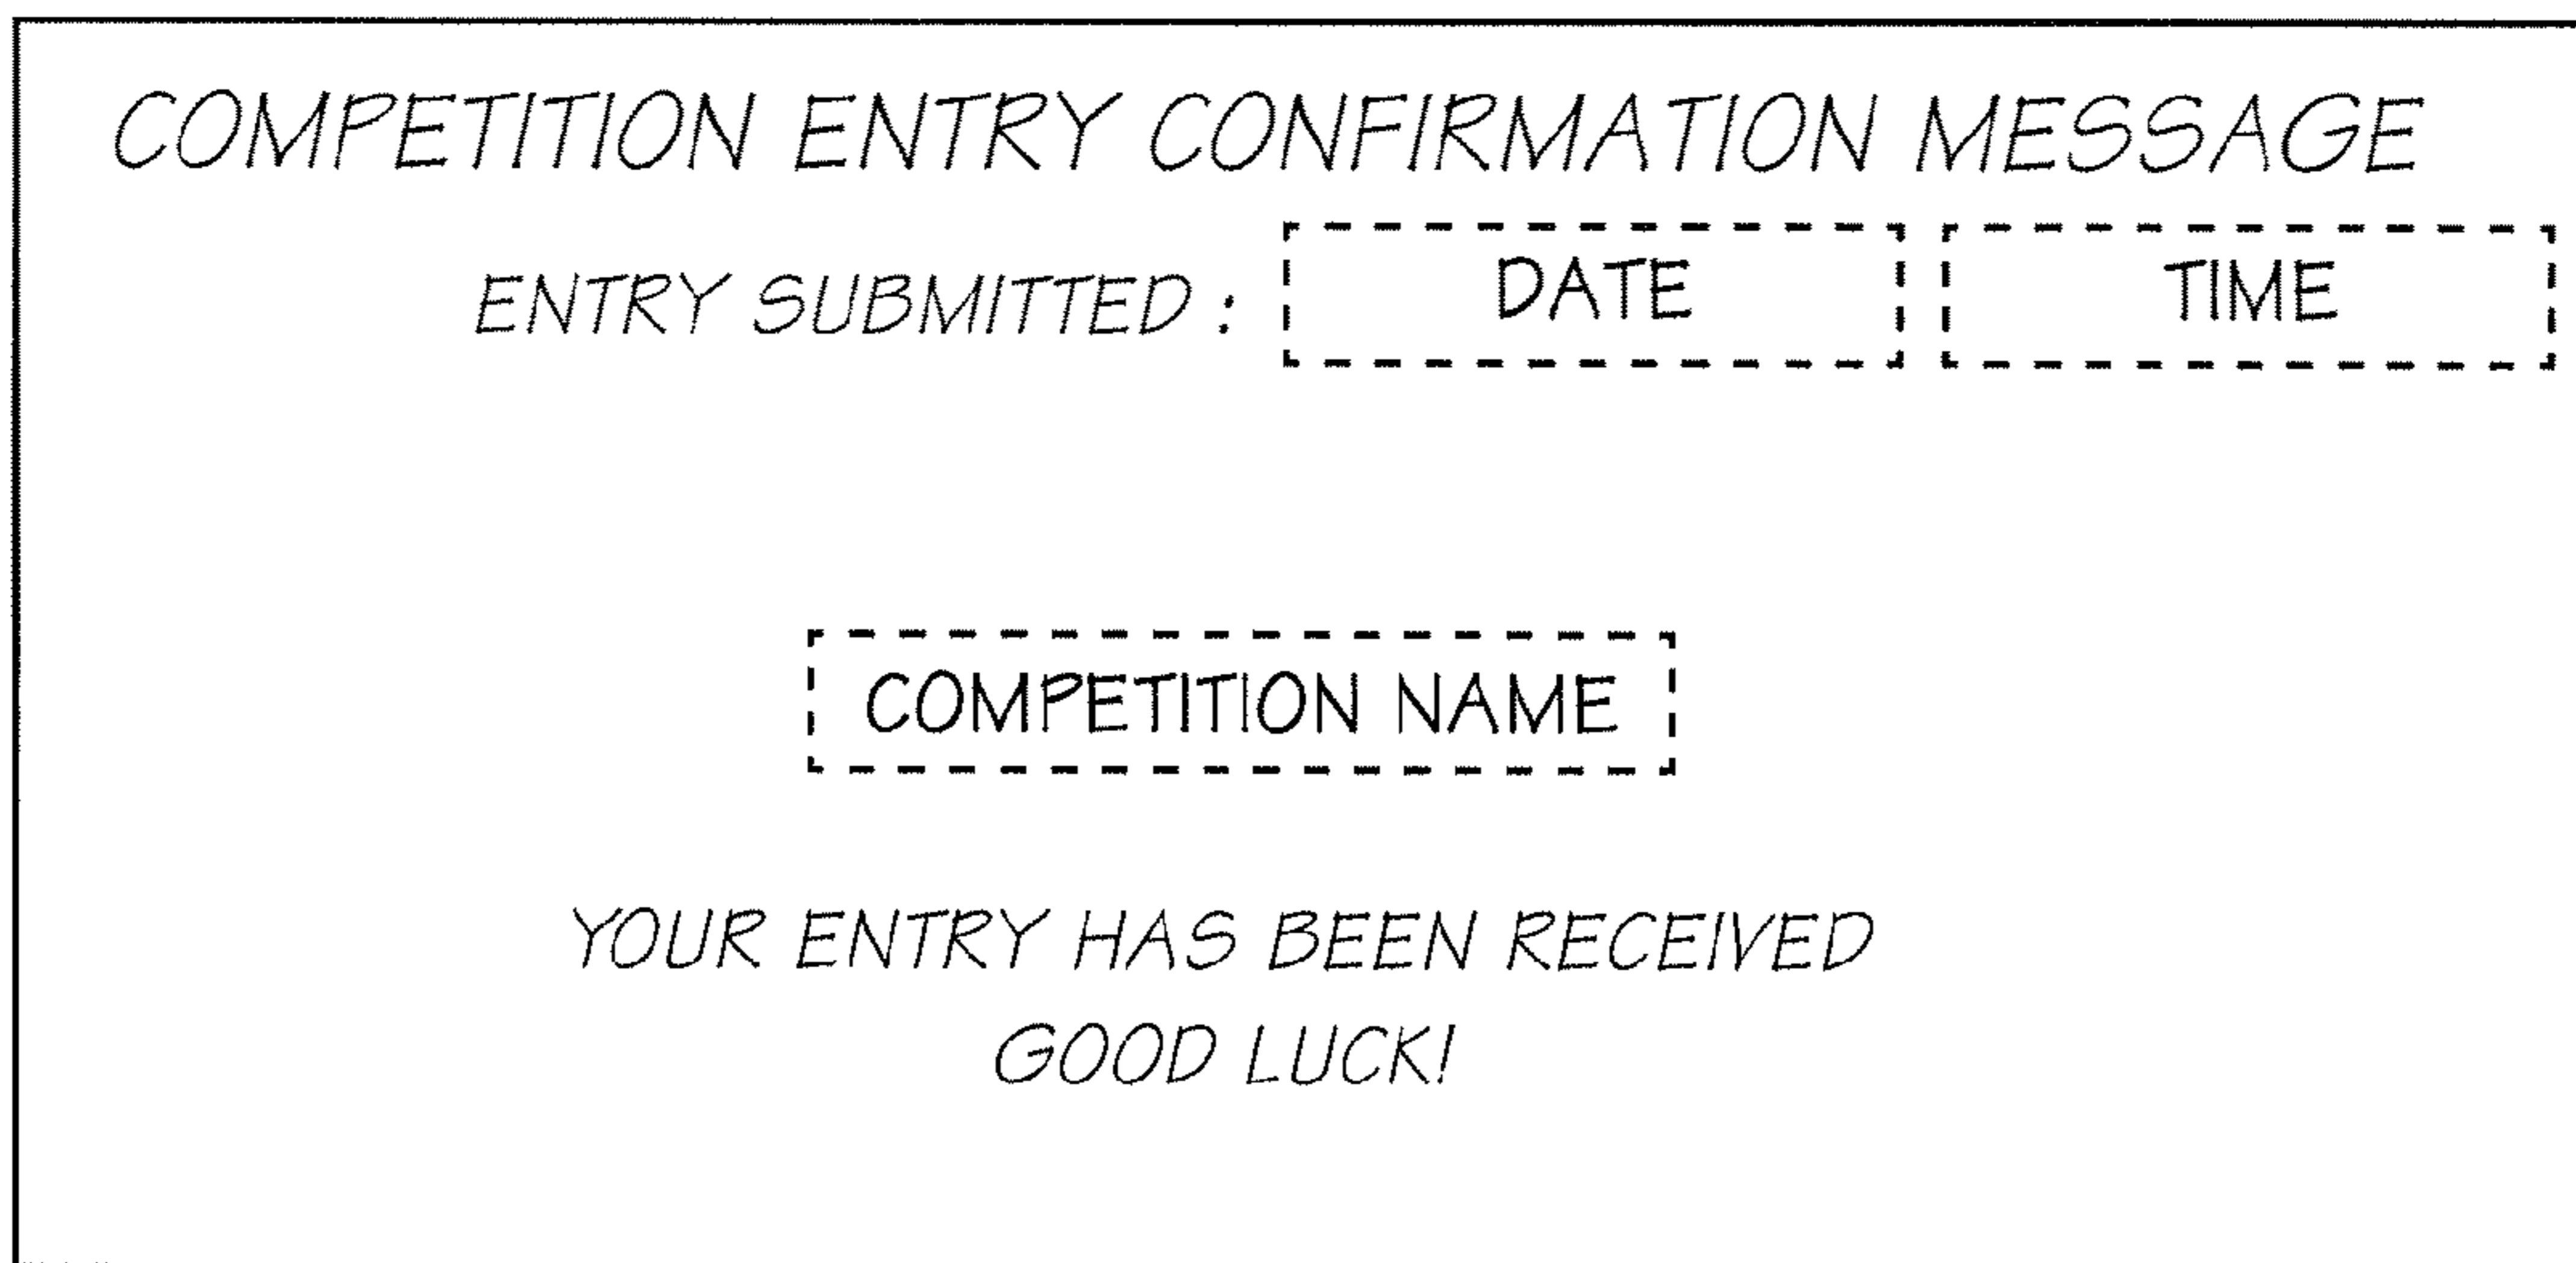 COMPETITION ENTRY CONFIRMATION MESSAGE
ENTRY SUBMITTED : DATE TIME
COMPETITION NAME
YOUR ENTRY HAS BEEN RECEIVED
GOOD LUCK!